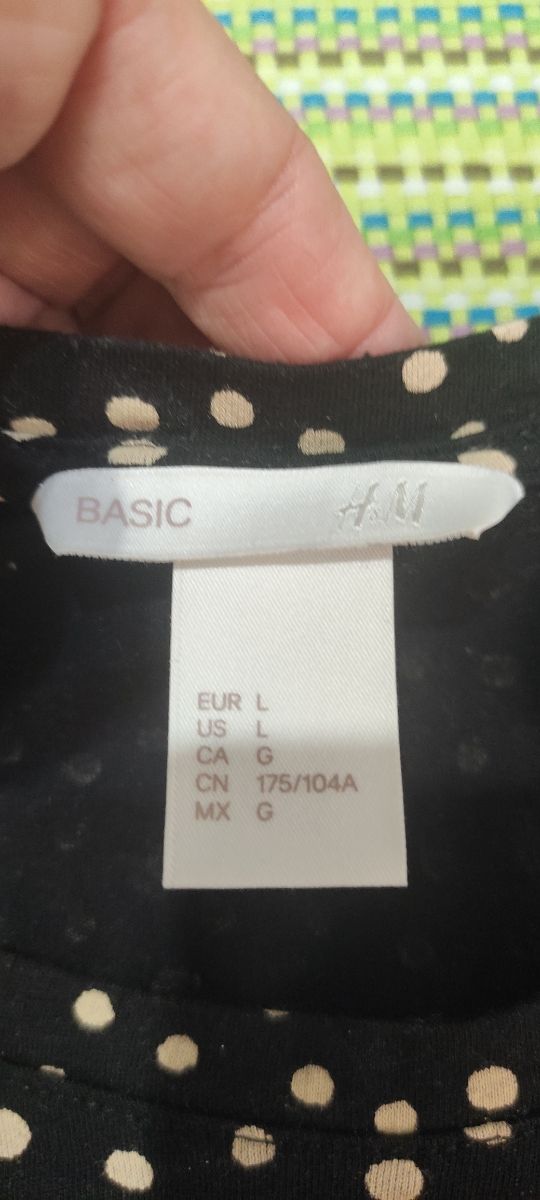 BASIC H&M
EUR L
US L
CA G
CN 175/104A
MX G